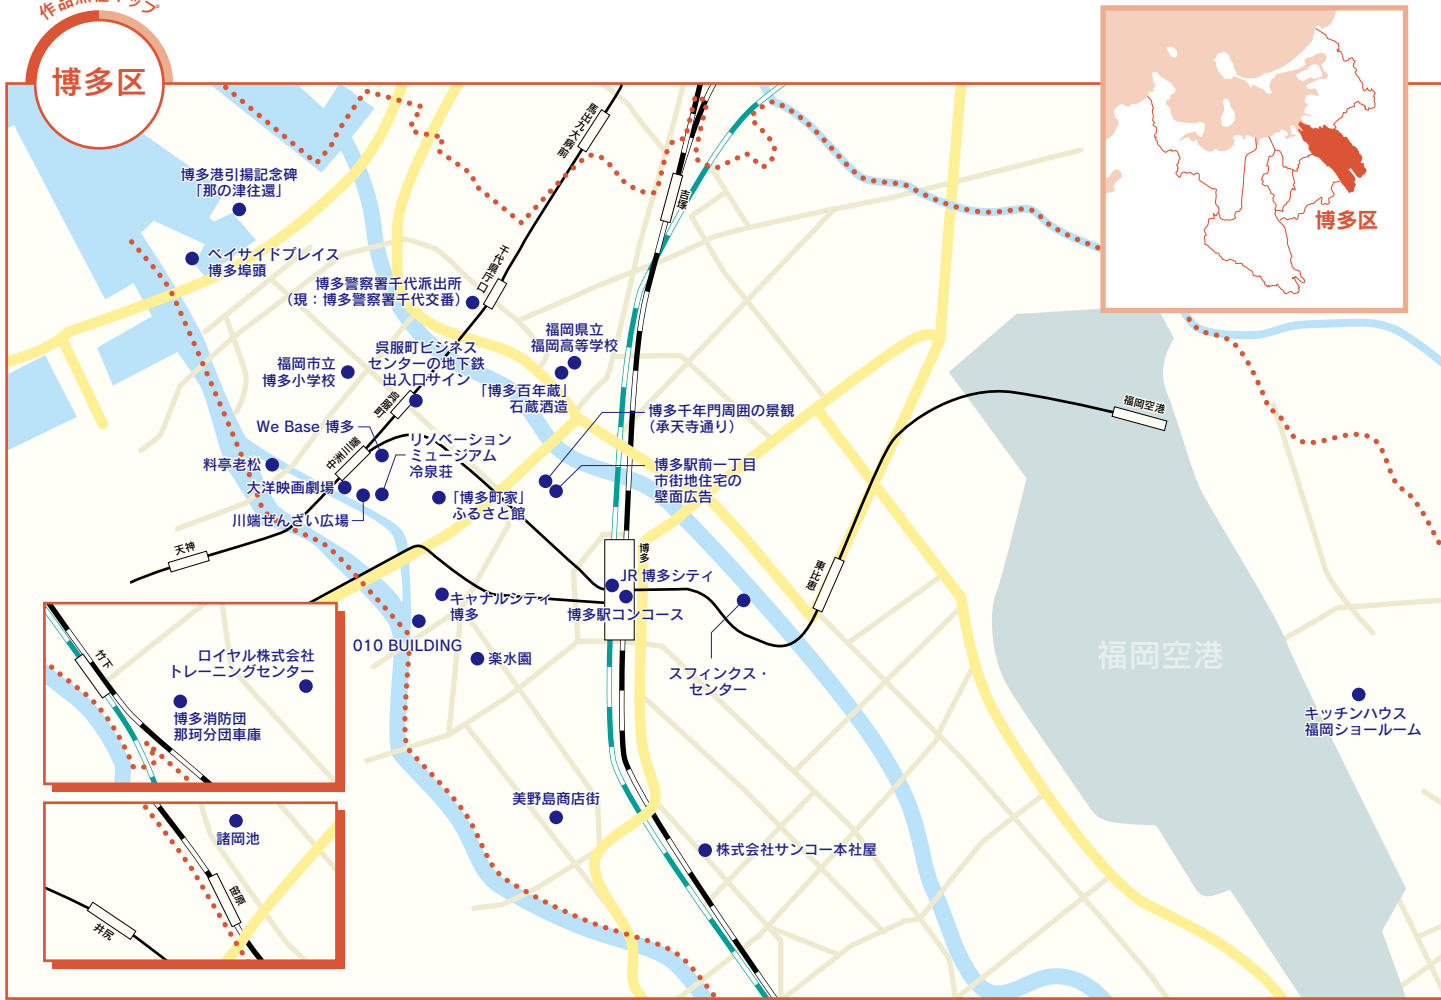 博多区
博多区
馬出九大病前
吉塚
博多港引揚記念碑
「那の津往還」
ベイサイドプレイス
博多埠頭
千代県庁口
博多警察署千代派出所
（現：博多警察署千代交番）
福岡県立
福岡高等学校
呉服町ビジネス
センターの地下鉄
出入口サイン
福岡市立
博多小学校
「博多百年蔵」
石蔵酒造
呉服町
福岡空港
博多千年門周囲の景観
（承天寺通り）
We Base 博多
リノベーション
ミュージアム
冷泉荘
中洲川端
料亭老松
大洋映画劇場
川端ぜんざい広場
「博多町家」
ふるさと館
博多駅前一丁目
市街地住宅の
壁面広告
天神
博多
東比恵
JR 博多シティ
博多駅コンコース
キャナルシティ
博多
010 BUILDING
楽水園
スフィンクス・
センター
福岡空港
キッチンハウス
福岡ショールーム
竹下
ロイヤル株式会社
トレーニングセンター
博多消防団
那珂分団車庫
美野島商店街
株式会社サンコー本社屋
諸岡池
笹原
井尻